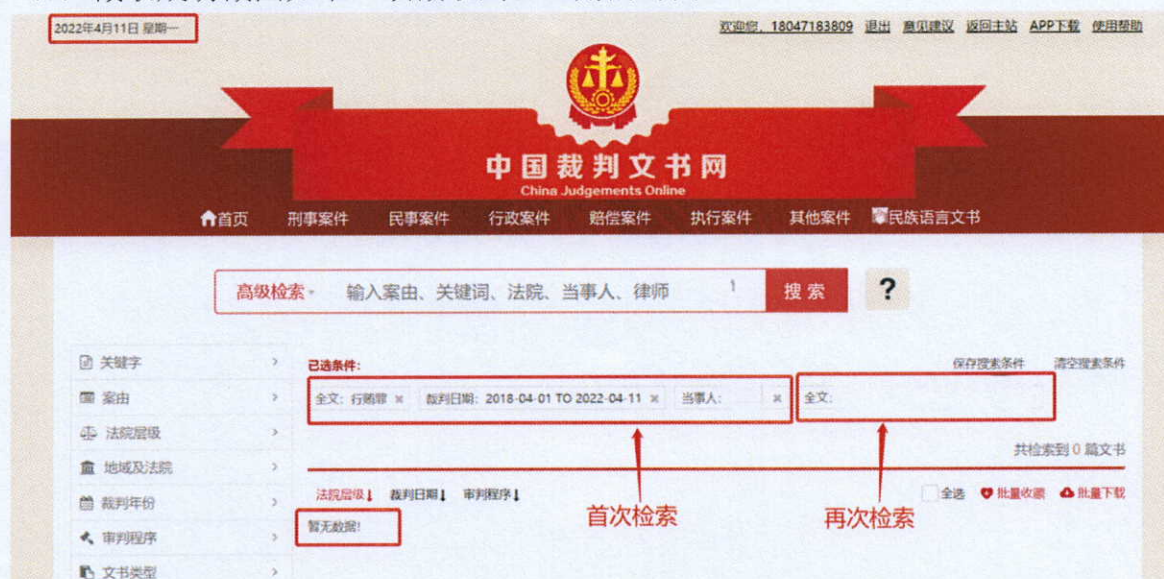 2022年4月11日 星期一
欢迎您，18047183809 退出 意见建议 返回主站 APP下载 使用帮助
中国裁判文书网
China Judgements Online
首页 刑事案件 民事案件 行政案件 赔偿案件 执行案件 其他案件 民族语言文书
高级检索 输入案由、关键词、法院、当事人、律师 搜索 ?
关键字
案由
法院层级
地域及法院
裁判年份
审判程序
文书类型
已选条件：
保存搜索条件 清空搜索条件
全文：行贿罪 × 裁判日期：2018-04-01 TO 2022-04-11 × 当事人： × 全文：
共检索到 0 篇文书
法院层级↓ 裁判日期↓ 审判程序↓
全选 批量收藏 批量下载
暂无数据!
首次检索
再次检索